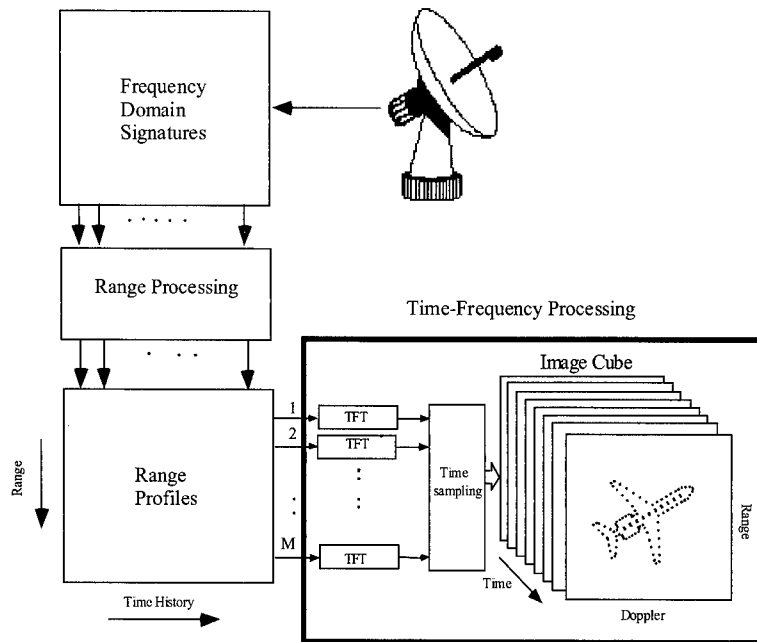 Frequency
Domain
Signatures
Range Processing
Time-Frequency Processing
Image Cube
Range
Range
Profiles
1
2
M
TFT
TFT
TFT
Time
sampling
Range
Time
Doppler
Time History